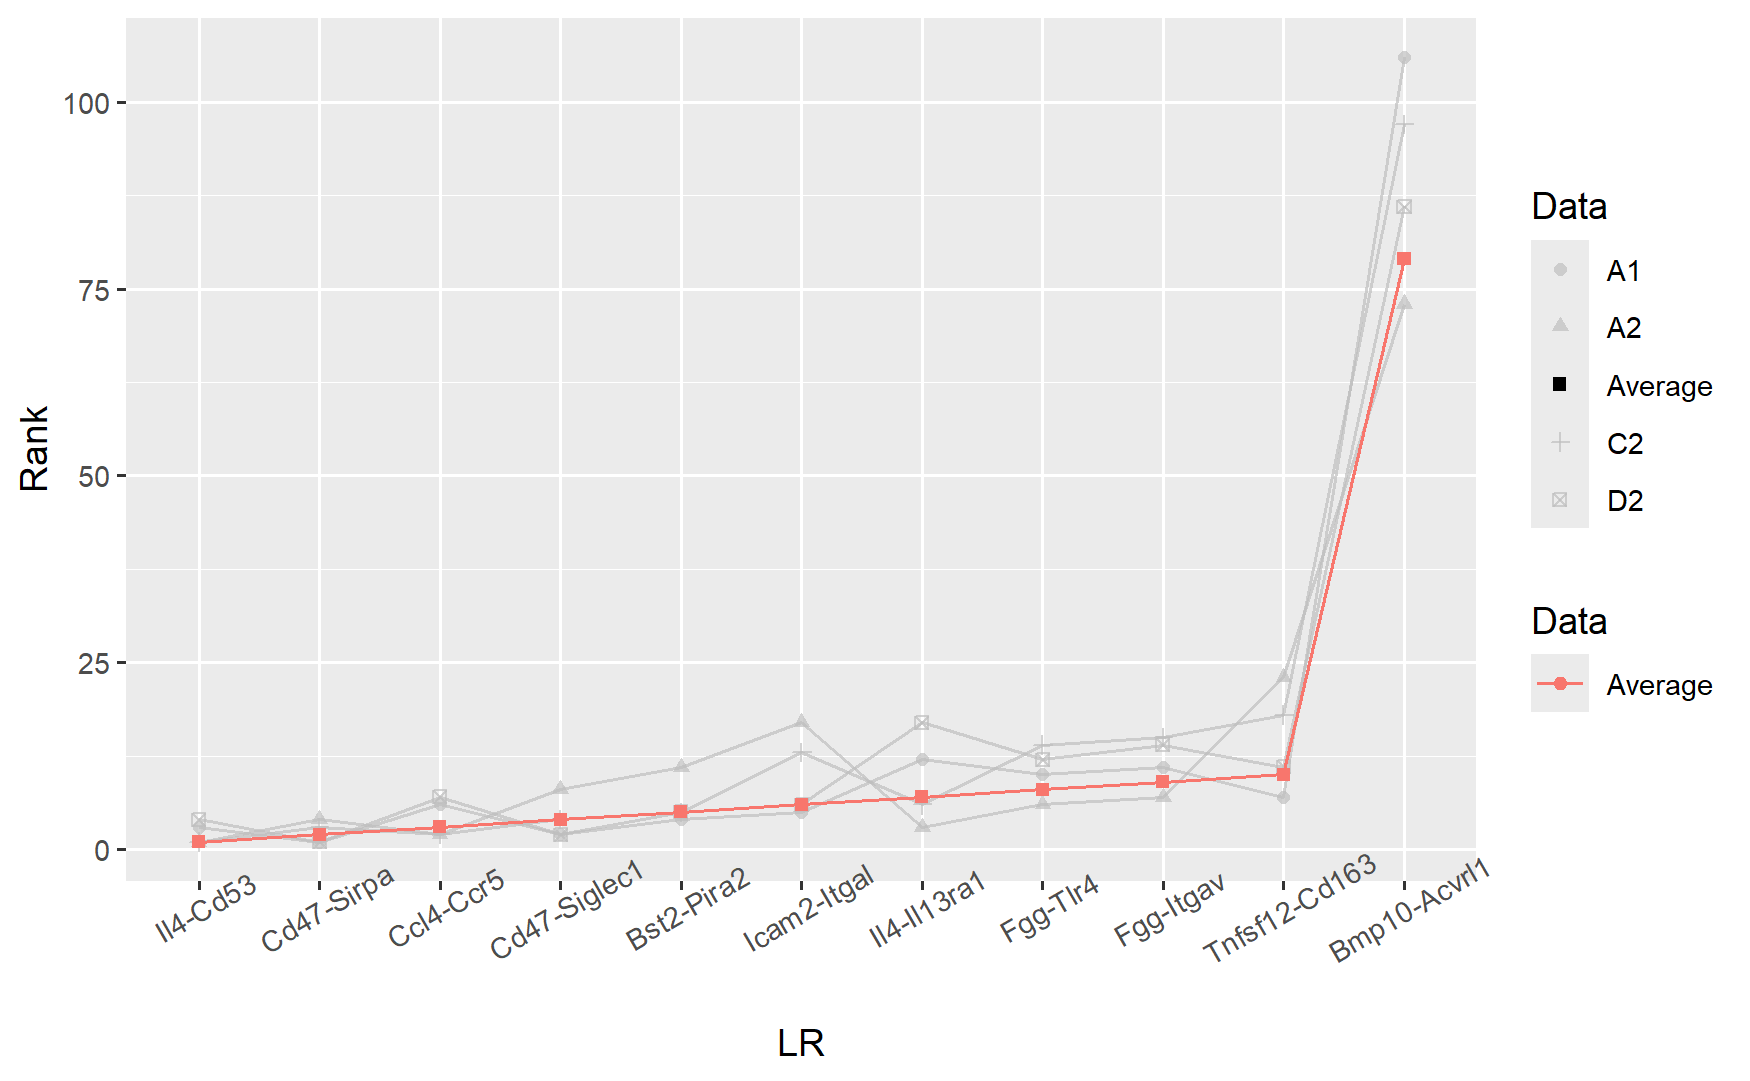 Rank
100
75
50
25
0
Il4-Cd53
Cd47-Sirpa
Ccl4-Ccr5
Cd47-Siglec1
Bst2-Pira2
Icam2-Itgal
Il4-Il13ra1
Fgg-Tlr4
Fgg-Itgav
Tnfsf12-Cd163
Bmp10-Acvrl1
LR
Data
A1
A2
Average
C2
D2
Data
Average